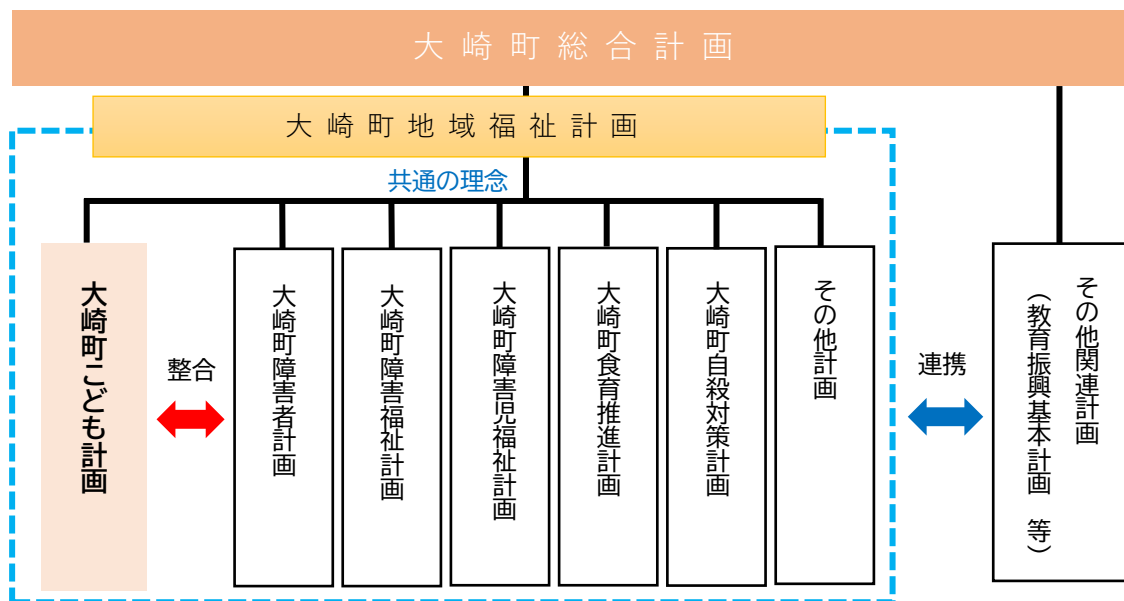 大崎町総合計画
大崎町地域福祉計画
共通の理念
大崎町こども計画
整合
大崎町障害者計画
大崎町障害福祉計画
大崎町障害児福祉計画
大崎町食育推進計画
大崎町自殺対策計画
その他計画
連携
その他関連計画
（教育振興基本計画　等）